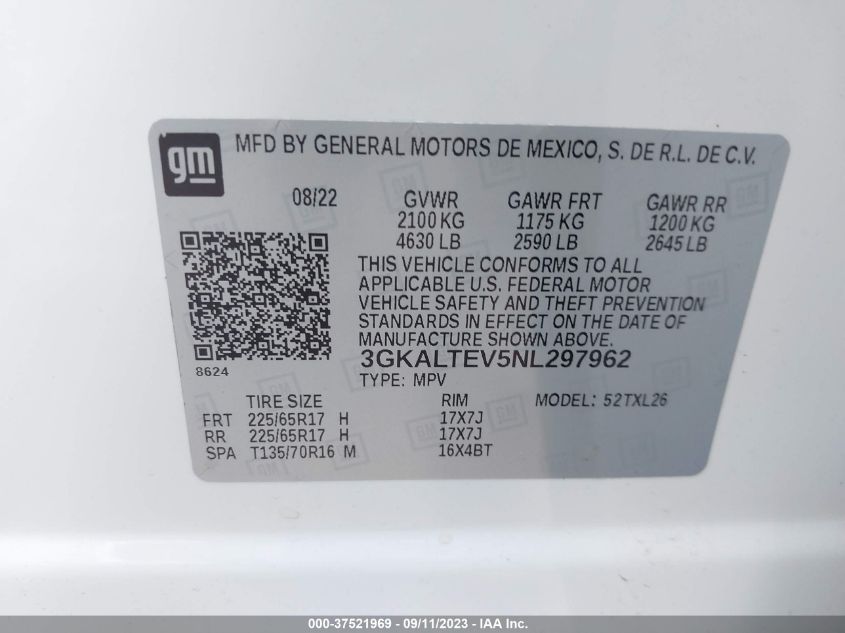 gm MFD BY GENERAL MOTORS DE MEXICO, S. DE R.L. DE C.V.
08/22 GVWR GAWR FRT GAWR RR
2100 KG 1175 KG 1200 KG
4630 LB 2590 LB 2645 LB
THIS VEHICLE CONFORMS TO ALL
APPLICABLE U.S. FEDERAL MOTOR
VEHICLE SAFETY AND THEFT PREVENTION
STANDARDS IN EFFECT ON THE DATE OF
MANUFACTURE SHOWN ABOVE.
8624 3GKALTEV5NL297962
TYPE: MPV
TIRE SIZE RIM MODEL: 52TXL26
FRT 225/65R17 H 17X7J
RR 225/65R17 H 17X7J
SPA T135/70R16 M 16X4BT
000-37521969 - 09/11/2023 - IAA Inc.